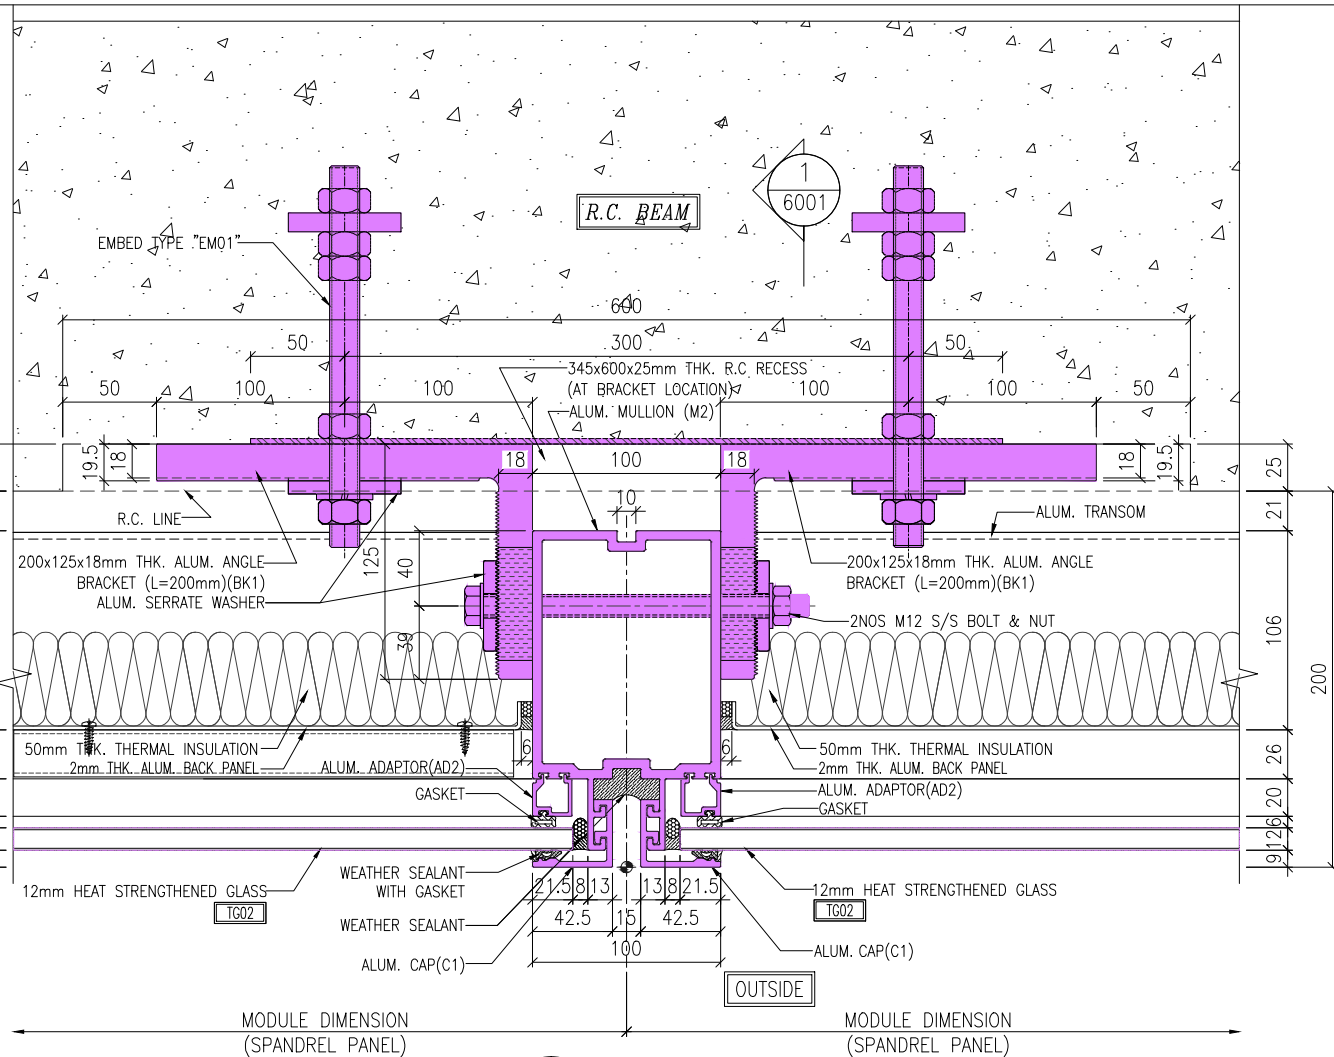 1
6001
R.C. BEAM
EMBED TYPE "EM01"
600
50
300
50
50
100
100
345x600x25mm THK. R.C RECESS
(AT BRACKET LOCATION)
ALUM. MULLION (M2)
100
100
50
19.5
18
18
100
18
18
19.5
25
10
R.C. LINE
ALUM. TRANSOM
21
200x125x18mm THK. ALUM. ANGLE
BRACKET (L=200mm)(BK1)
ALUM. SERRATE WASHER
125
40
39
200x125x18mm THK. ALUM. ANGLE
BRACKET (L=200mm)(BK1)
2NOS M12 S/S BOLT & NUT
106
200
50mm THK. THERMAL INSULATION
2mm THK. ALUM. BACK PANEL
6
6
50mm THK. THERMAL INSULATION
2mm THK. ALUM. BACK PANEL
26
ALUM. ADAPTOR(AD2)
GASKET
ALUM. ADAPTOR(AD2)
GASKET
20
6
12
9
WEATHER SEALANT
WITH GASKET
12mm HEAT STRENGTHENED GLASS
TG02
21.5
8
13
13
8
21.5
12mm HEAT STRENGTHENED GLASS
TG02
42.5
15
42.5
WEATHER SEALANT
100
ALUM. CAP(C1)
ALUM. CAP(C1)
OUTSIDE
MODULE DIMENSION
(SPANDREL PANEL)
MODULE DIMENSION
(SPANDREL PANEL)